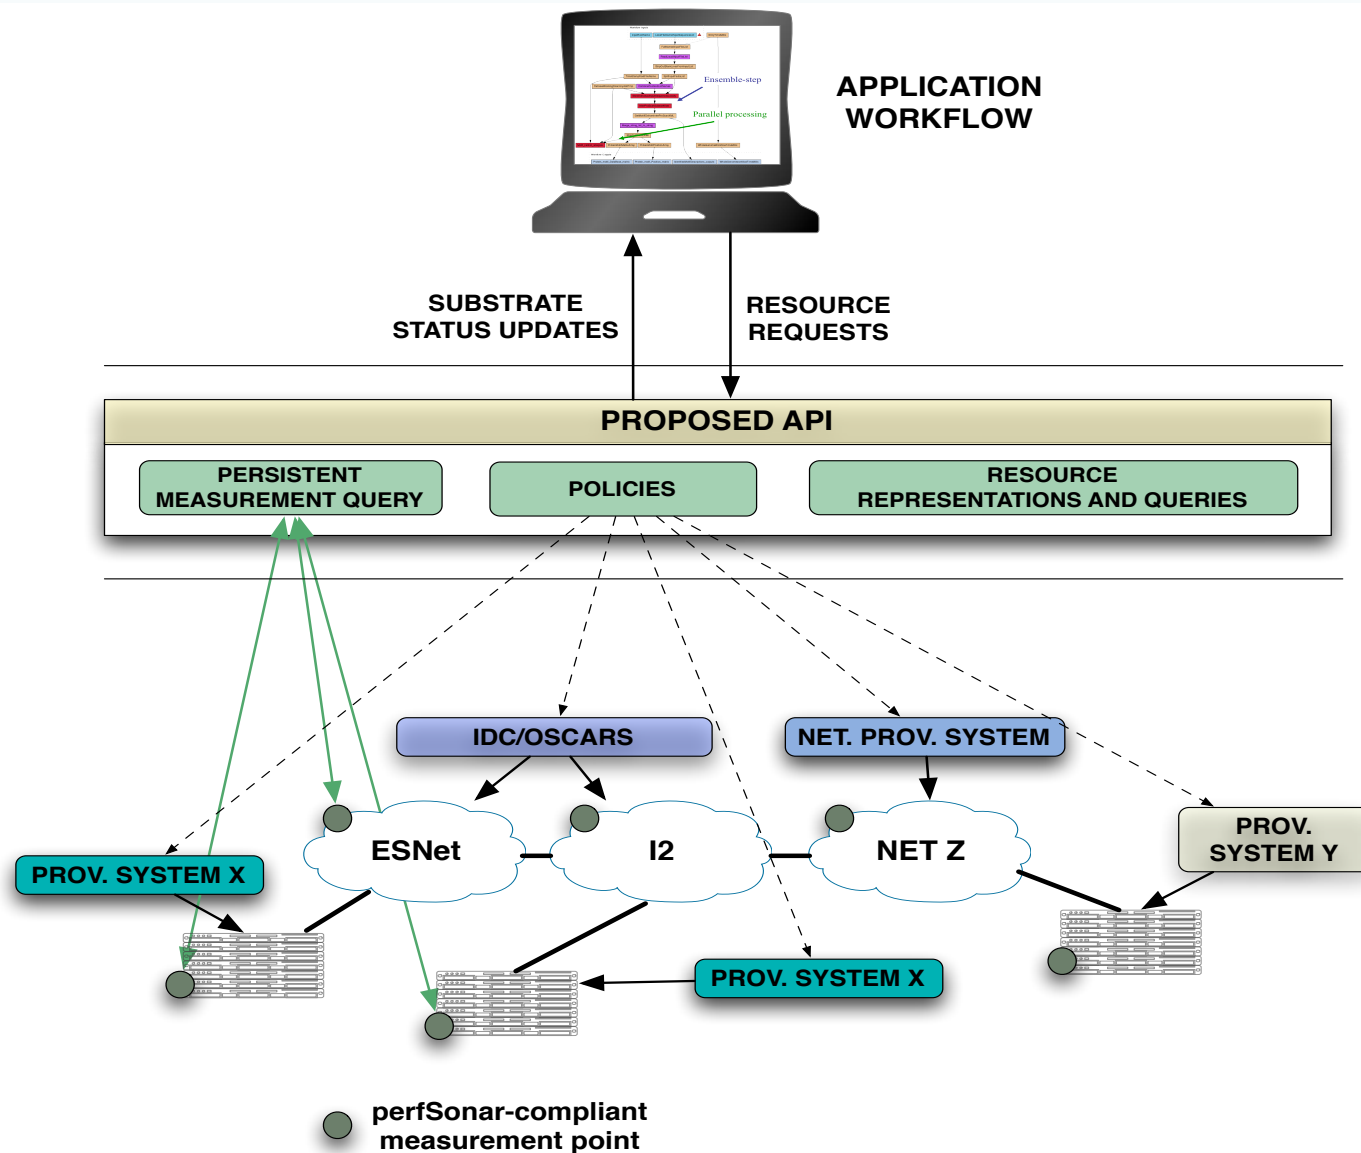 Ensemble-step
Parallel processing
APPLICATION
WORKFLOW
SUBSTRATE
STATUS UPDATES
RESOURCE
REQUESTS
PROPOSED API
PERSISTENT
MEASUREMENT QUERY
POLICIES
RESOURCE
REPRESENTATIONS AND QUERIES
IDC/OSCARS
NET. PROV. SYSTEM
PROV.
SYSTEM Y
ESNet
I2
NET Z
PROV. SYSTEM X
PROV. SYSTEM X
perfSonar-compliant
measurement point